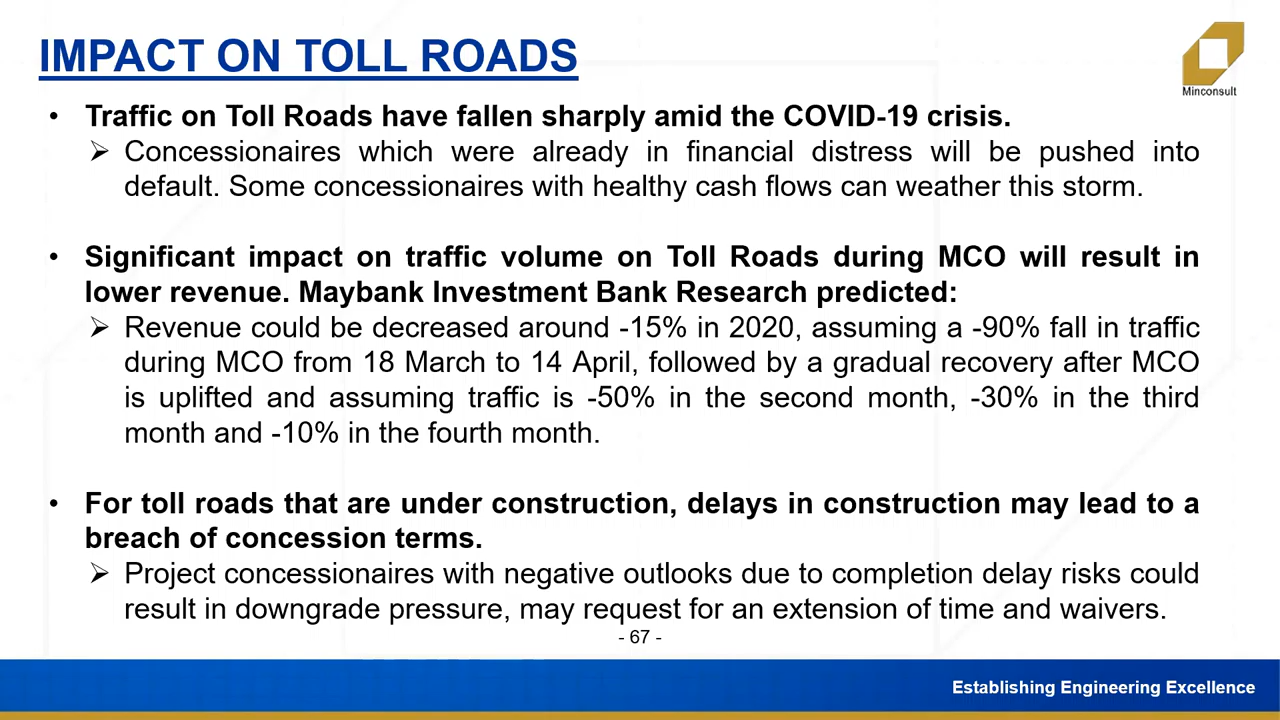 IMPACT ON TOLL ROADS
Minconsult
• Traffic on Toll Roads have fallen sharply amid the COVID-19 crisis.
➢ Concessionaires which were already in financial distress will be pushed into
default. Some concessionaires with healthy cash flows can weather this storm.
• Significant impact on traffic volume on Toll Roads during MCO will result in
lower revenue. Maybank Investment Bank Research predicted:
➢ Revenue could be decreased around -15% in 2020, assuming a -90% fall in traffic
during MCO from 18 March to 14 April, followed by a gradual recovery after MCO
is uplifted and assuming traffic is -50% in the second month, -30% in the third
month and -10% in the fourth month.
• For toll roads that are under construction, delays in construction may lead to a
breach of concession terms.
➢ Project concessionaires with negative outlooks due to completion delay risks could
result in downgrade pressure, may request for an extension of time and waivers.
- 67 -
Establishing Engineering Excellence